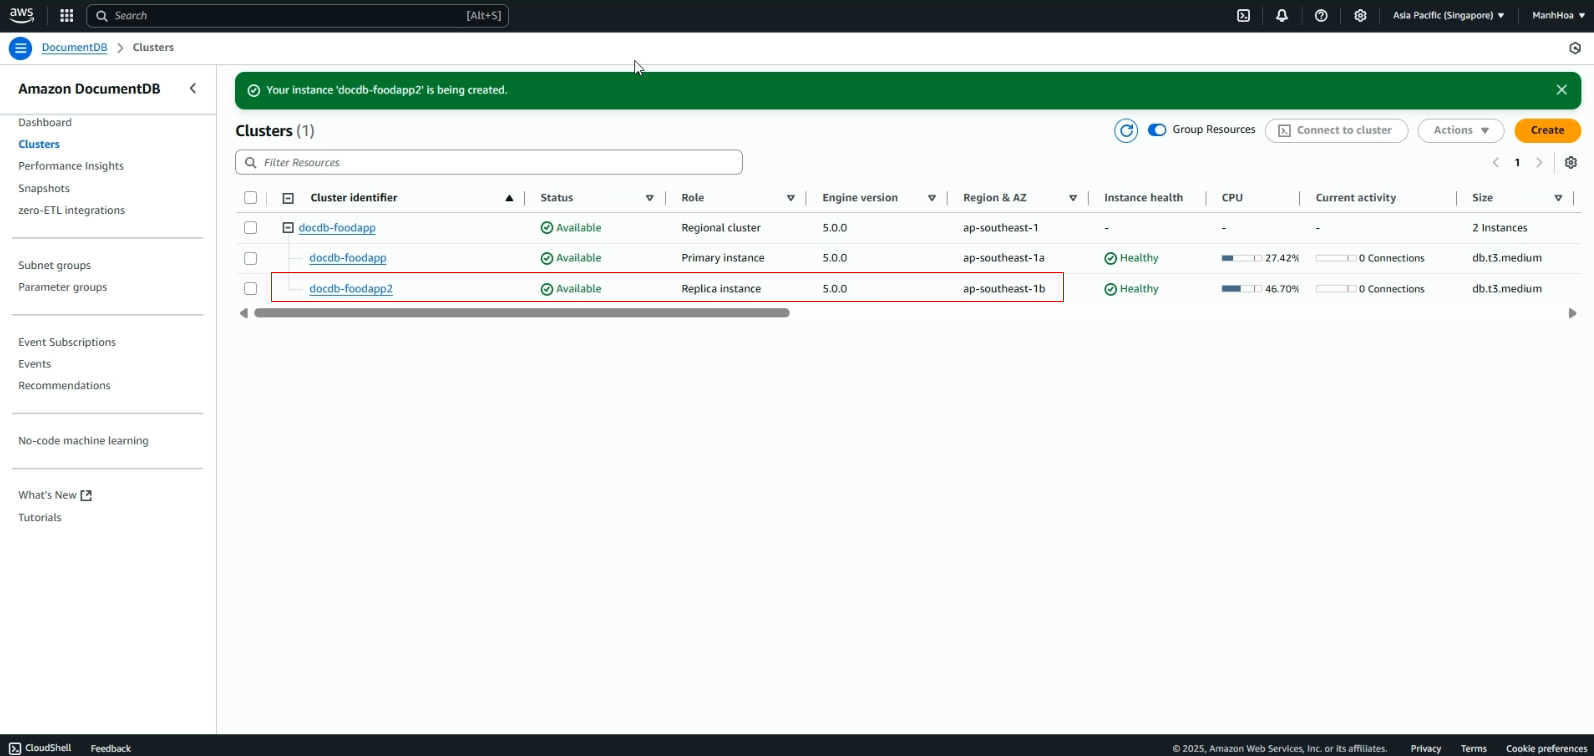 aws
Search [Alt+S]
Asia Pacific (Singapore) ManhHoa
DocumentDB Clusters
Amazon DocumentDB
Dashboard
Clusters
Performance Insights
Snapshots
zero-ETL integrations
Subnet groups
Parameter groups
Event Subscriptions
Events
Recommendations
No-code machine learning
What's New
Tutorials
Your instance 'docdb-foodapp2' is being created.
Clusters (1)
Group Resources
Connect to cluster
Actions
Create
Filter Resources
1
Cluster identifier Status Role Engine version Region & AZ Instance health CPU Current activity Size
docdb-foodapp Available Regional cluster 5.0.0 ap-southeast-1 - - - 2 Instances
docdb-foodapp Available Primary instance 5.0.0 ap-southeast-1a Healthy 27.42% 0 Connections db.t3.medium
docdb-foodapp2 Available Replica instance 5.0.0 ap-southeast-1b Healthy 46.70% 0 Connections db.t3.medium
CloudShell Feedback
© 2025, Amazon Web Services, Inc. or its affiliates. Privacy Terms Cookie preferences